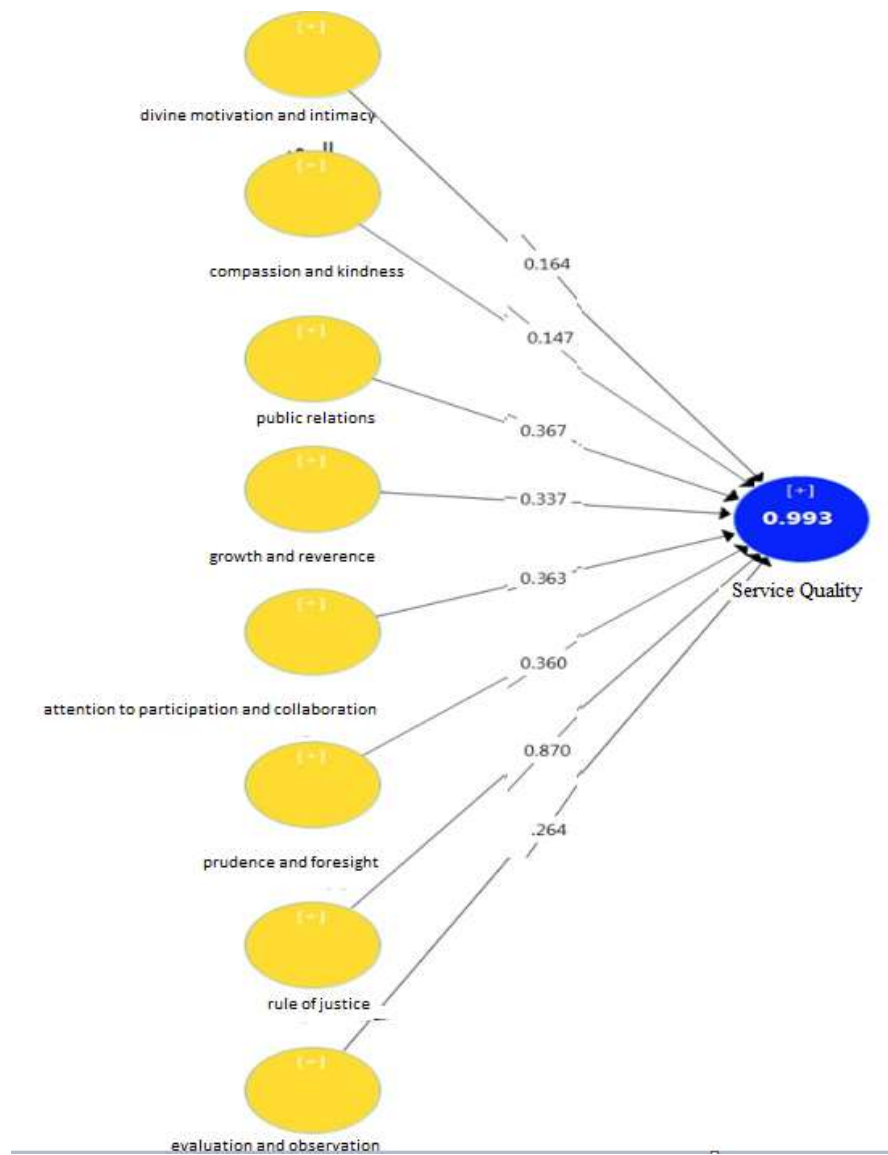 [+]
divine motivation and intimacy
[+]
compassion and kindness
0.164
0.147
[+]
public relations
0.367
[+]
growth and reverence
0.337
[+]
0.993
Service Quality
[+]
attention to participation and collaboration
0.363
[+]
prudence and foresight
0.360
[+]
rule of justice
0.870
[+]
evaluation and observation
.264